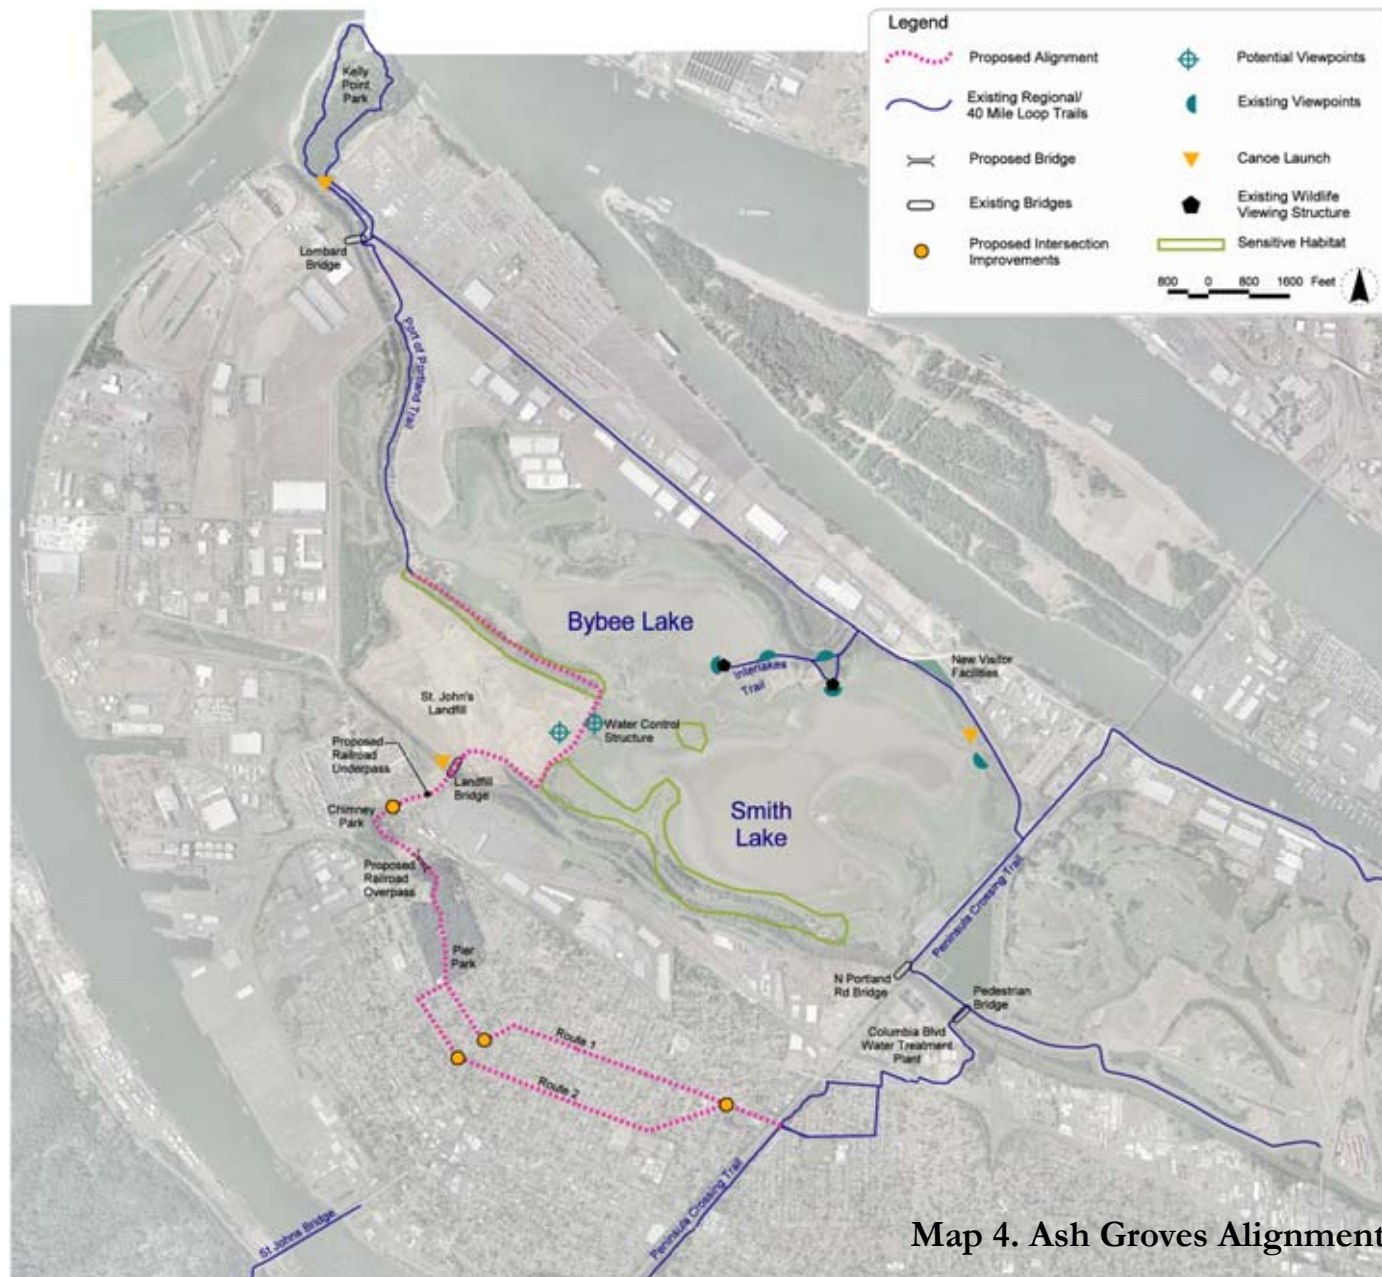 Legend
Proposed Alignment
Existing Regional/
40 Mile Loop Trails
Proposed Bridge
Existing Bridges
Proposed Intersection
Improvements
Potential Viewpoints
Existing Viewpoints
Canoe Launch
Existing Wildlife
Viewing Structure
Sensitive Habitat
800 0 800 1600 Feet
Kelly
Point
Park
Lombard
Bridge
Port of Portland Trail
Bybee Lake
Interlakes
Trail
New Visitor
Facilities
St. John's
Landfill
Water Control
Structure
Proposed
Railroad
Underpass
Landfill
Bridge
Chimney
Park
Smith
Lake
Proposed
Railroad
Overpass
Peninsula Crossing Trail
Pier
Park
N Portland
Rd Bridge
Pedestrian
Bridge
Columbia Blvd
Water Treatment
Plant
Route 1
Route 2
Peninsula Crossing Trail
St Johns Bridge
Map 4. Ash Groves Alignment